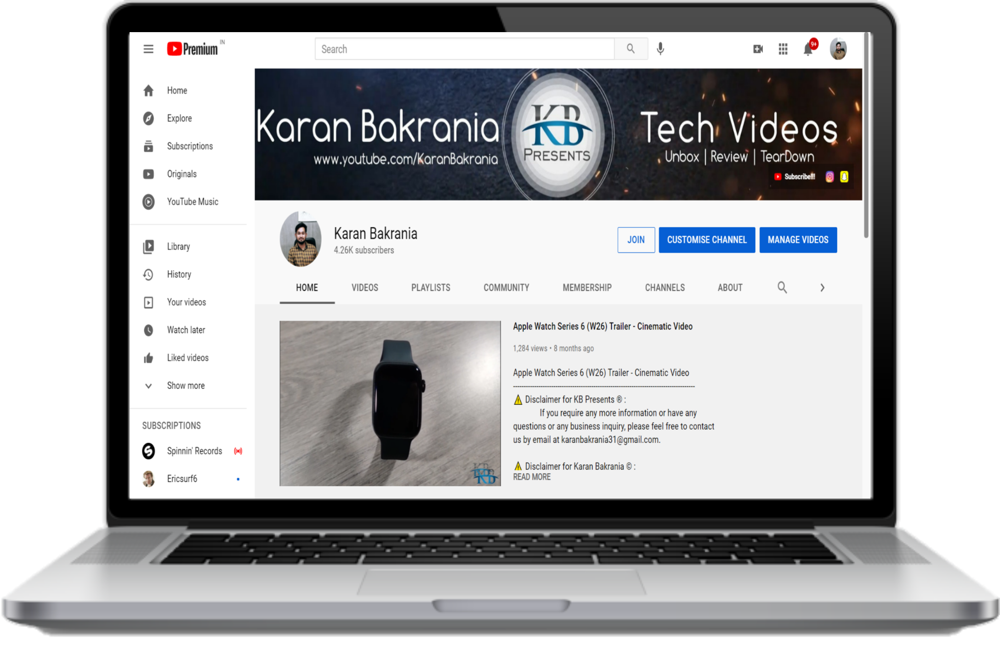 Premium IN
Search
9+
Home
Explore
Subscriptions
Originals
YouTube Music
Library
History
Your videos
Watch later
Liked videos
Show more
SUBSCRIPTIONS
Spinnin' Records
Ericsurf6
Karan Bakrania
www.youtube.com/KaranBakrania
KB
PRESENTS
Tech Videos
Unbox | Review | TearDown
Subscribe!!!
Karan Bakrania
4.26K subscribers
JOIN
CUSTOMISE CHANNEL
MANAGE VIDEOS
HOME
VIDEOS
PLAYLISTS
COMMUNITY
MEMBERSHIP
CHANNELS
ABOUT
KB
Apple Watch Series 6 (W26) Trailer - Cinematic Video
1,284 views • 8 months ago
Apple Watch Series 6 (W26) Trailer - Cinematic Video
----------------------------------------------------------------------------------------
⚠ Disclaimer for KB Presents ® :
If you require any more information or have any
questions or any business inquiry, please feel free to contact
us by email at karanbakrania31@gmail.com.
⚠ Disclaimer for Karan Bakrania © :
READ MORE